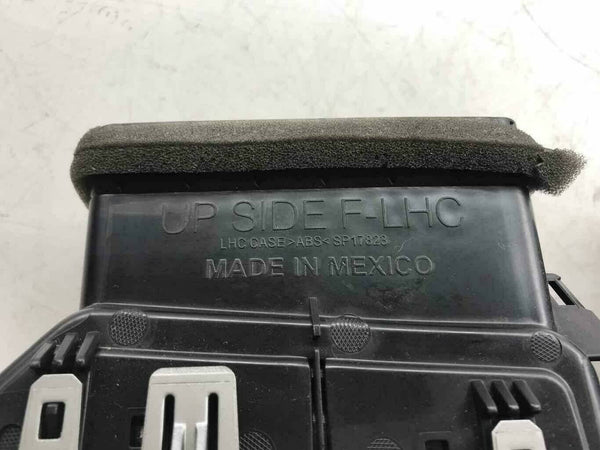 UP SIDE F-LHC
LHC CASE >ABS< SP17823
MADE IN MEXICO